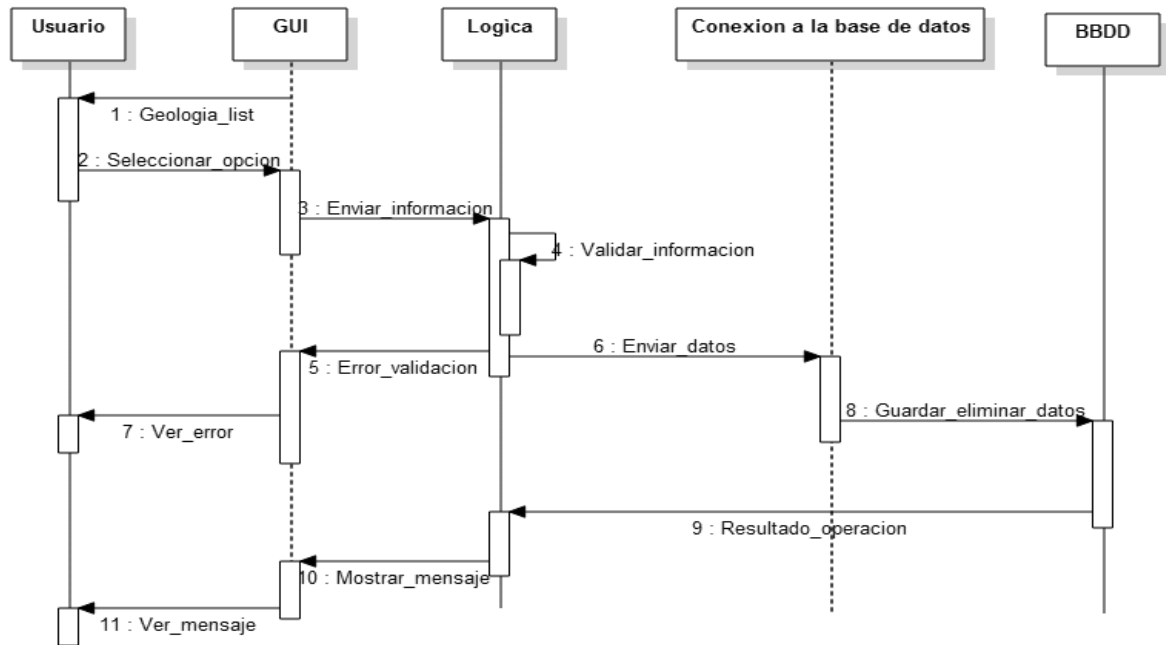 Usuario
GUI
Logìca
Conexion a la base de datos
BBDD
1 : Geologia_list
2 : Seleccionar_opcion
3 : Enviar_informacion
4 : Validar_informacion
6 : Enviar_datos
5 : Error_validacion
8 : Guardar_eliminar_datos
7 : Ver_error
9 : Resultado_operacion
10 : Mostrar_mensaje
11 : Ver_mensaje